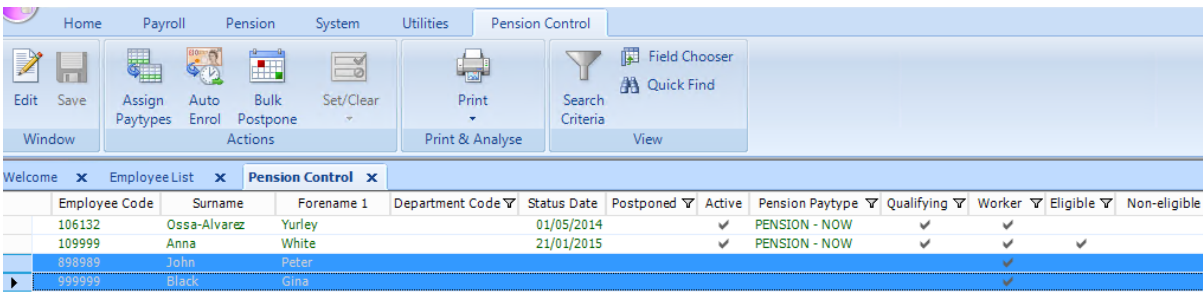 Home Payroll Pension System Utilities Pension Control
Field Chooser
Quick Find
Edit Save Assign Auto Bulk Set/Clear Print Search
Paytypes Enrol Postpone Criteria
Window Actions Print & Analyse View
Welcome x Employee List x Pension Control x
Employee Code Surname Forename 1 Department Code Status Date Postponed Active Pension Paytype Qualifying Worker Eligible Non-eligible
106132 Ossa-Alvarez Yurley 01/05/2014 PENSION - NOW
109999 Anna White 21/01/2015 PENSION - NOW
898989 John Peter
999999 Black Gina